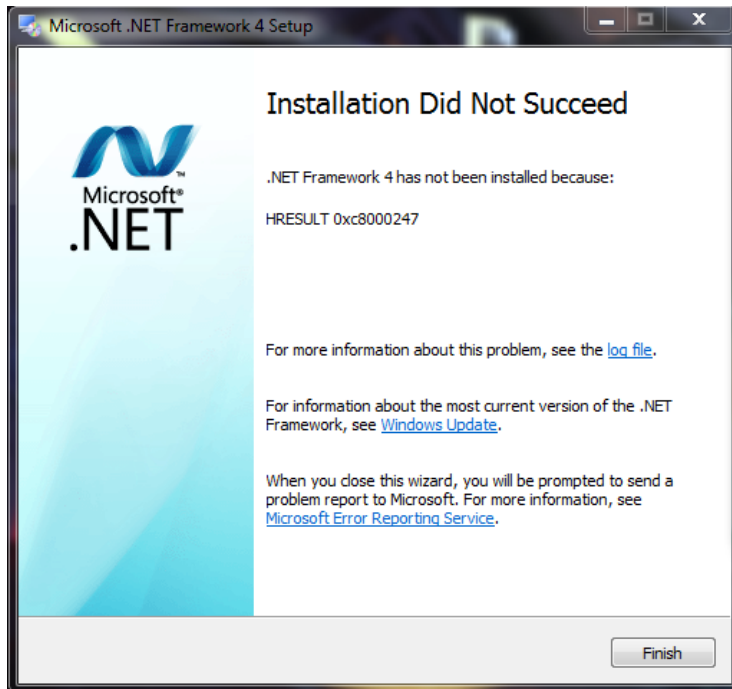 Microsoft .NET Framework 4 Setup
Installation Did Not Succeed
.NET Framework 4 has not been installed because:
HRESULT 0xc8000247
Microsoft®
.NET™
For more information about this problem, see the log file.
For information about the most current version of the .NET
Framework, see Windows Update.
When you close this wizard, you will be prompted to send a
problem report to Microsoft. For more information, see
Microsoft Error Reporting Service.
Finish